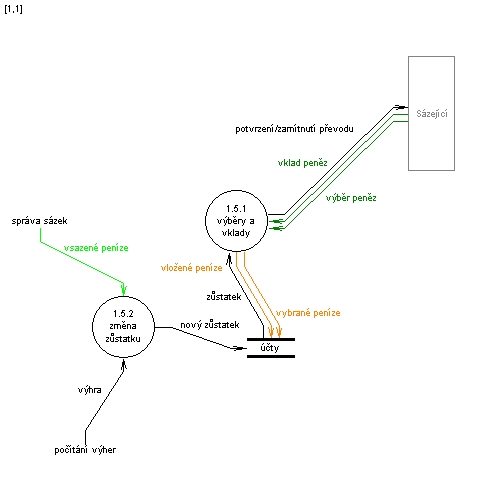 [1,1]
Sázející
potvrzení/zamítnutí převodu
vklad peněz
výběr peněz
1.5.1
výběry a
vklady
správa sázek
vsazené peníze
vložené peníze
zůstatek
vybrané peníze
1.5.2
změna
zůstatku
nový zůstatek
účty
výhra
počítání výher